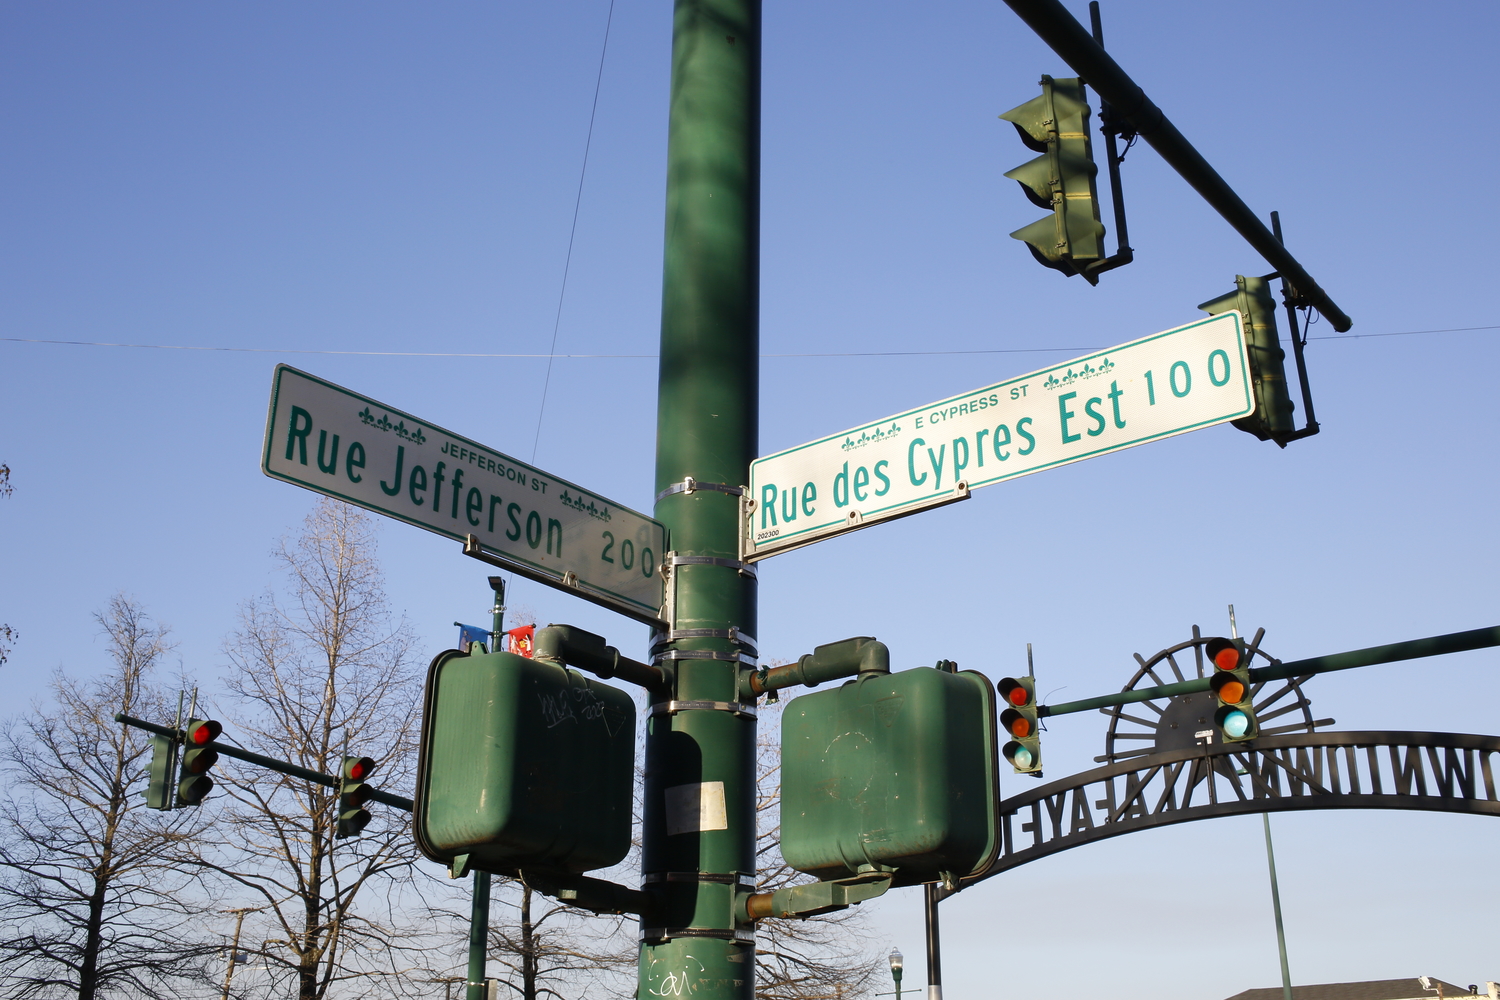 JEFFERSON ST
Rue Jefferson 200
E CYPRESS ST
Rue des Cypres Est 100
202300